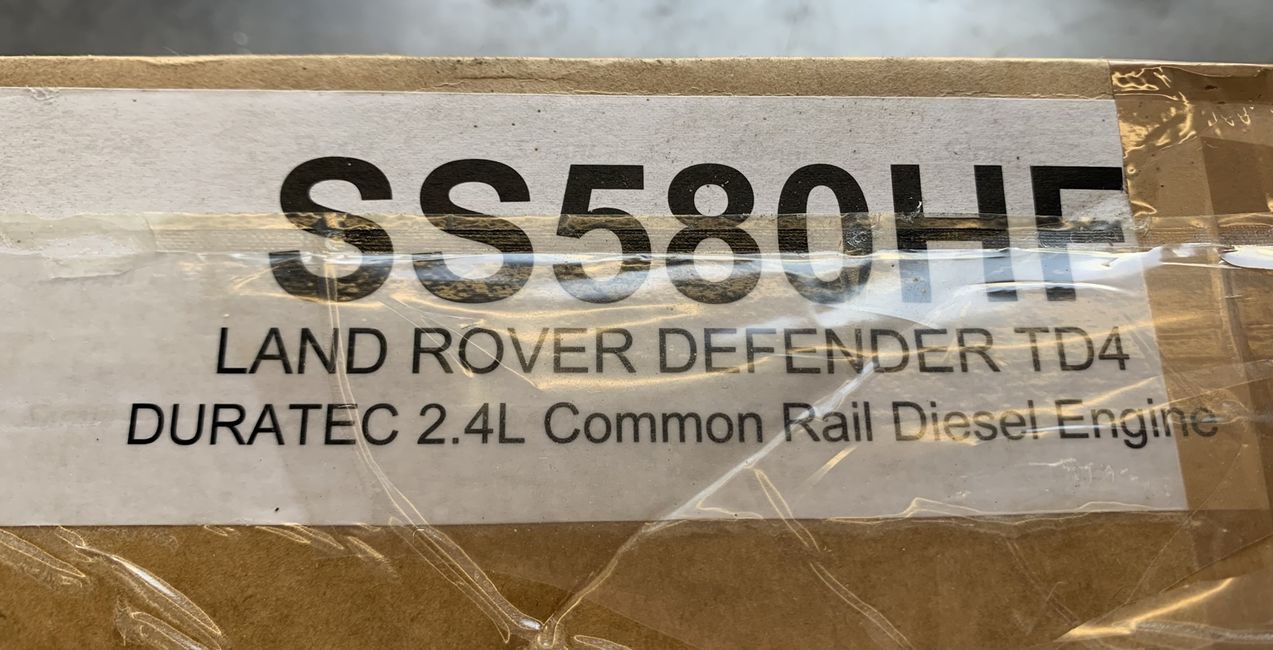 SS580HF
LAND ROVER DEFENDER TD4
DURATEC 2.4L Common Rail Diesel Engine